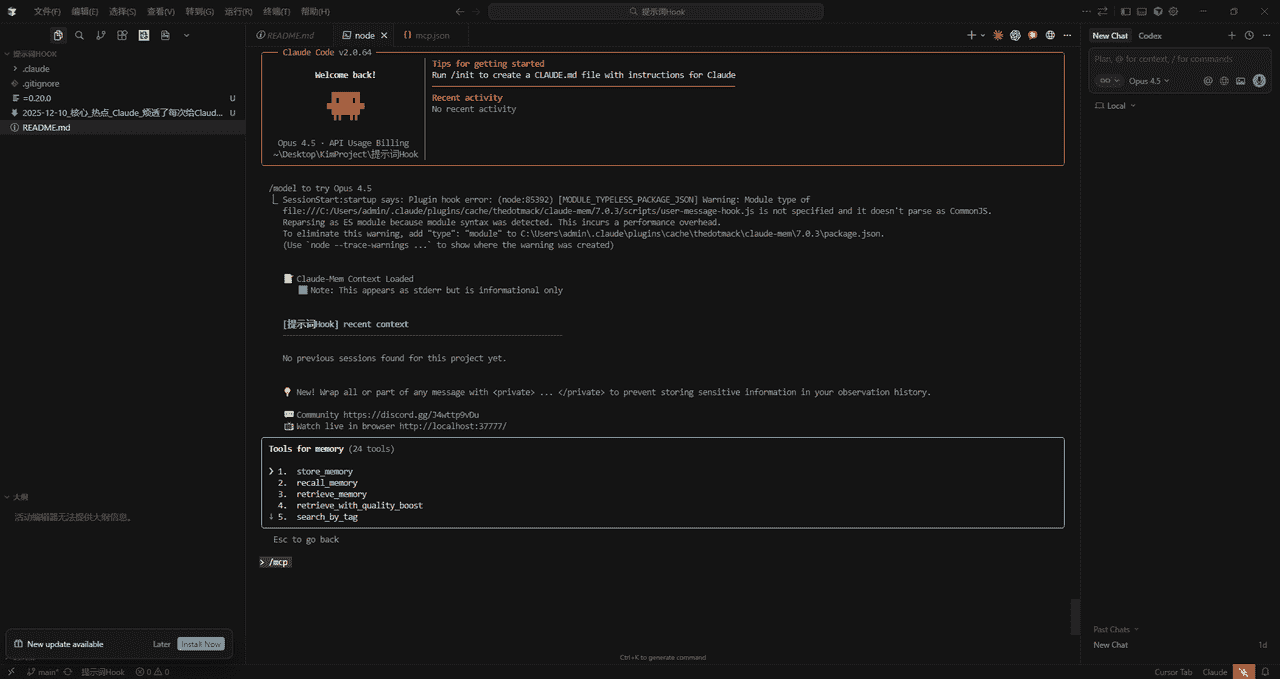 文件(F) 编辑(E) 选择(S) 查看(V) 转到(G) 运行(R) 终端(T) 帮助(H)
提示词Hook
README.md
node
mcp.json
New Chat Codex
提示词HOOK
.claude
.gitignore
=0.20.0 U
2025-12-10_核心_热点_Claude_烦透了每次给Claud... U
README.md
Claude Code v2.0.64
Welcome back!
Opus 4.5 · API Usage Billing
~\Desktop\KimProject\提示词Hook
Tips for getting started
Run /init to create a CLAUDE.md file with instructions for Claude
Recent activity
No recent activity
/model to try Opus 4.5
SessionStart:startup says: Plugin hook error: (node:85392) [MODULE_TYPELESS_PACKAGE_JSON] Warning: Module type of
file:///C:/Users/admin/.claude/plugins/cache/thedotmack/claude-mem/7.0.3/scripts/user-message-hook.js is not specified and it doesn't parse as CommonJS.
Reparsing as ES module because module syntax was detected. This incurs a performance overhead.
To eliminate this warning, add "type": "module" to C:\Users\admin\.claude\plugins\cache\thedotmack\claude-mem\7.0.3\package.json.
(Use `node --trace-warnings ...` to show where the warning was created)
Claude-Mem Context Loaded
Note: This appears as stderr but is informational only
[提示词Hook] recent context
No previous sessions found for this project yet.
New! Wrap all or part of any message with <private> ... </private> to prevent storing sensitive information in your observation history.
Community https://discord.gg/J4wttp9vDu
Watch live in browser http://localhost:37777/
Tools for memory (24 tools)
❯ 1. store_memory
2. recall_memory
3. retrieve_memory
4. retrieve_with_quality_boost
↓ 5. search_by_tag
Esc to go back
> /mcp
Ctrl+K to generate command
大纲
活动编辑器无法提供大纲信息。
New update available Later Install Now
main* 提示词Hook 0 0
Plan, @ for context, / for commands
Opus 4.5
Local
Past Chats
New Chat 1d
Cursor Tab Claude